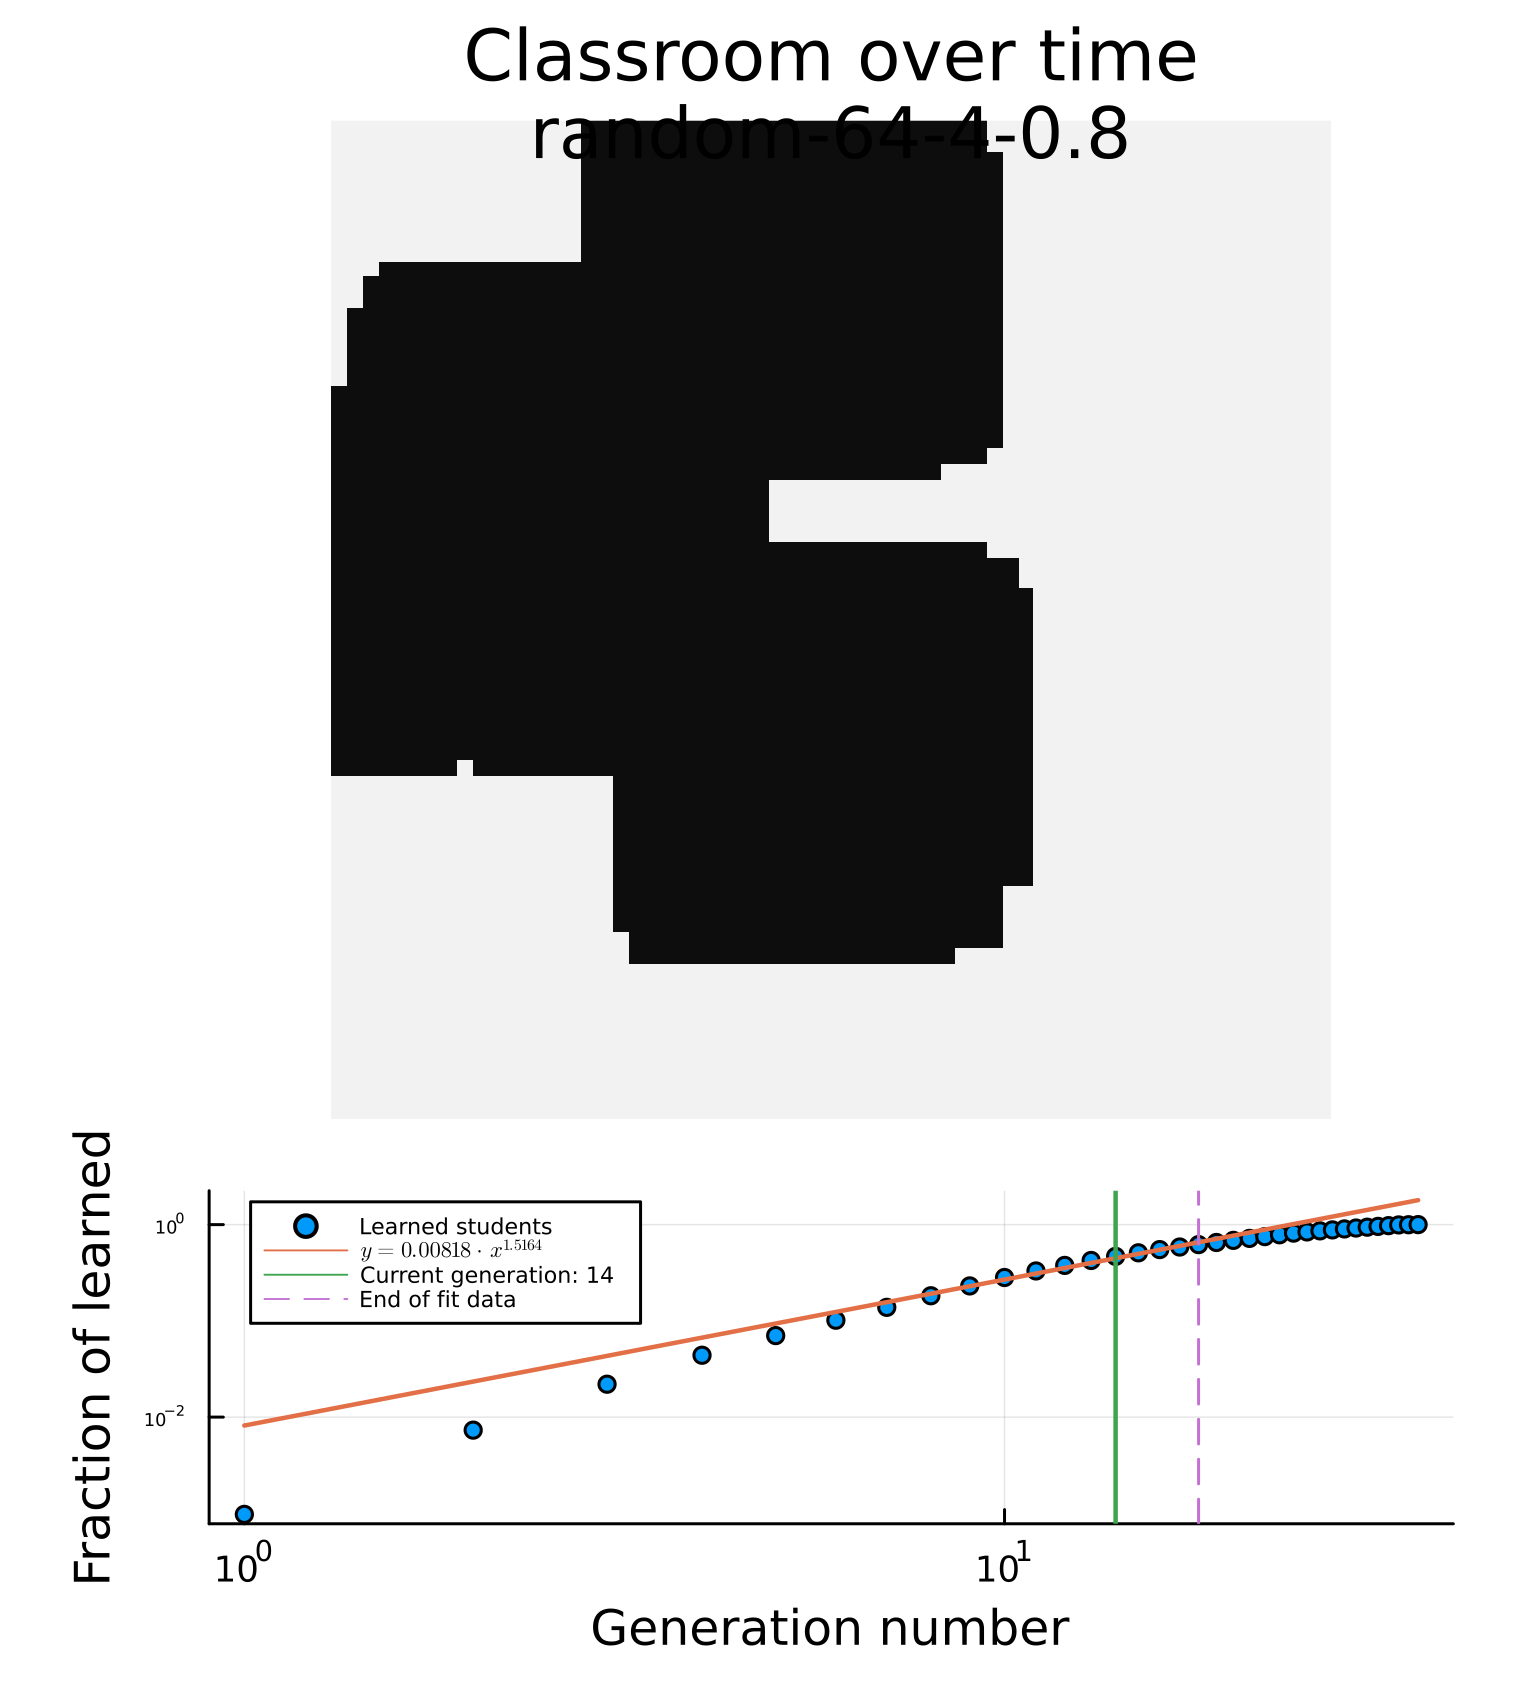 Classroom over time
random-64-4-0.8
Fraction of learned
10^0
10^−2
Learned students
y = 0.00818 · x^1.5164
Current generation: 14
End of fit data
10^0
10^1
Generation number